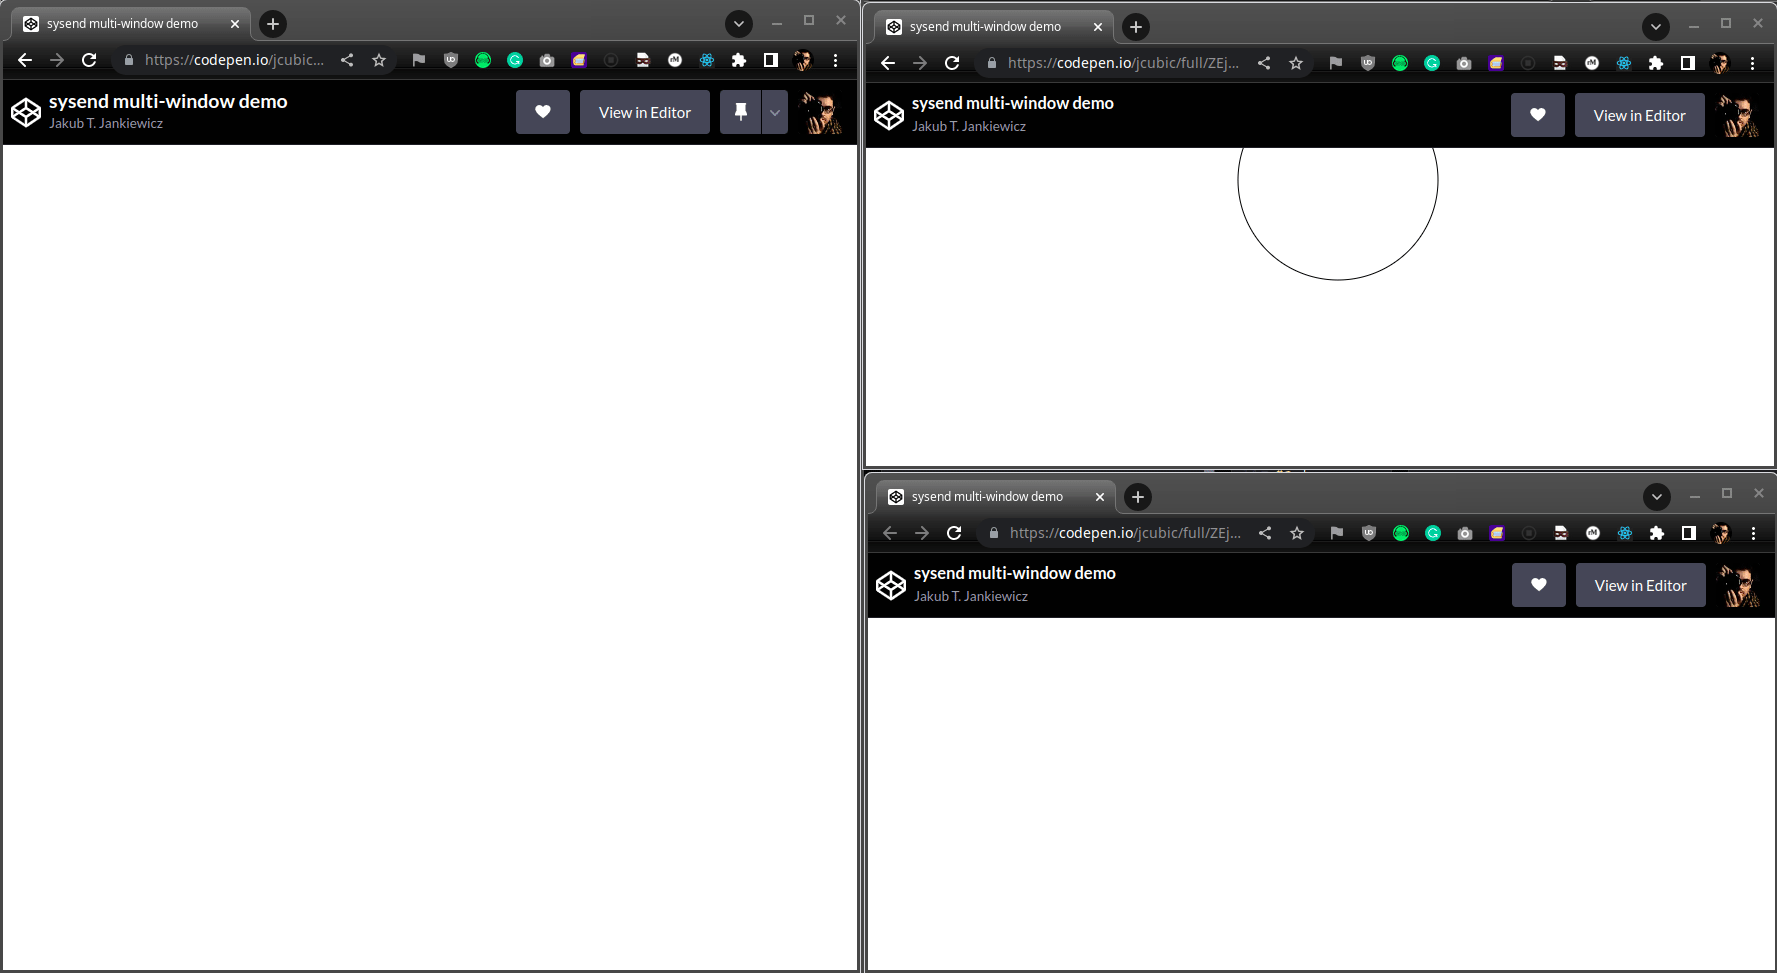 sysend multi-window demo
https://codepen.io/jcubic...
sysend multi-window demo
Jakub T. Jankiewicz
View in Editor
sysend multi-window demo
https://codepen.io/jcubic/full/ZEj...
sysend multi-window demo
Jakub T. Jankiewicz
View in Editor
sysend multi-window demo
https://codepen.io/jcubic/full/ZEj...
sysend multi-window demo
Jakub T. Jankiewicz
View in Editor